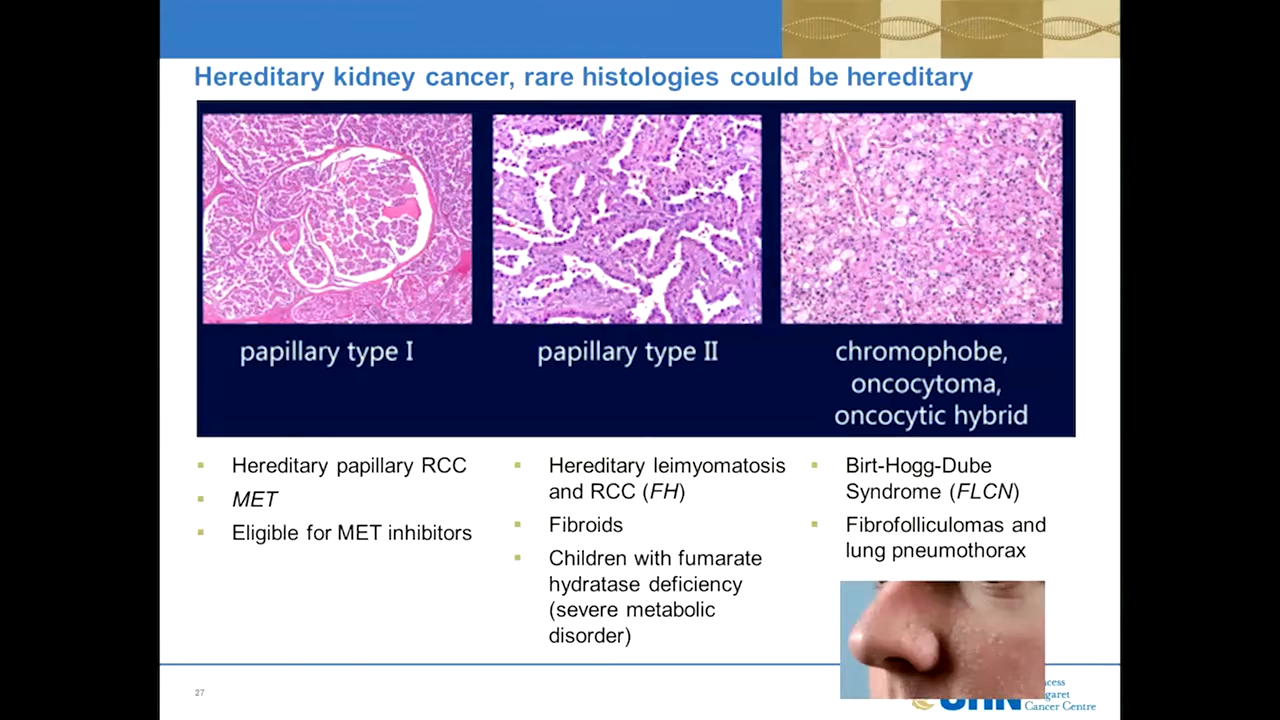 Hereditary kidney cancer, rare histologies could be hereditary
papillary type I
papillary type II
chromophobe,
oncocytoma,
oncocytic hybrid
Hereditary papillary RCC
MET
Eligible for MET inhibitors
Hereditary leimyomatosis
and RCC (FH)
Fibroids
Children with fumarate
hydratase deficiency
(severe metabolic
disorder)
Birt-Hogg-Dube
Syndrome (FLCN)
Fibrofolliculomas and
lung pneumothorax
27
Cancer Centre